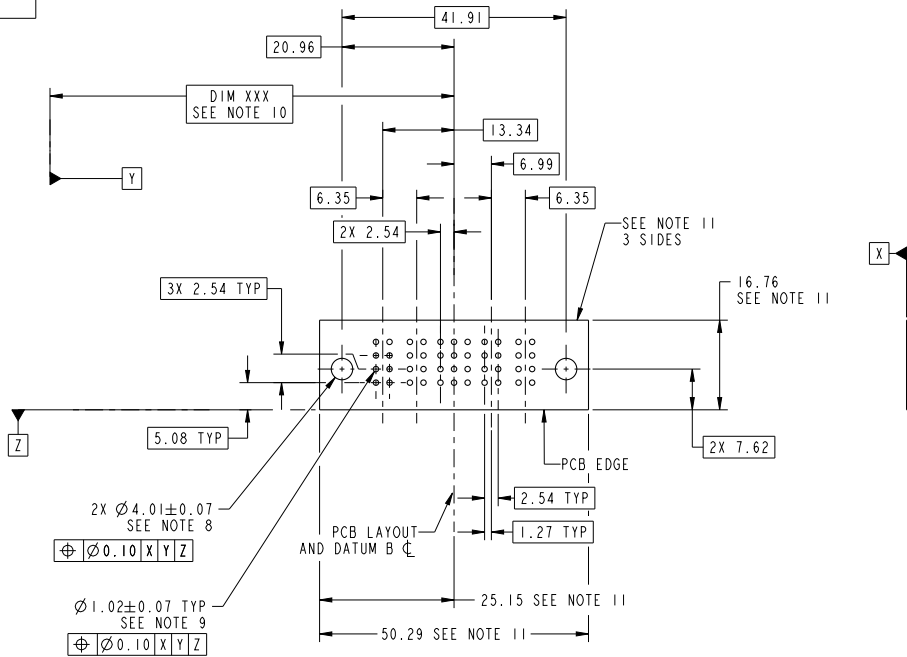 41.91
20.96
DIM XXX
SEE NOTE 10
13.34
Y
6.99
6.35
6.35
2X 2.54
SEE NOTE 11
3 SIDES
X
3X 2.54 TYP
16.76
SEE NOTE 11
Z
5.08 TYP
2X 7.62
PCB EDGE
2X Ø4.01±0.07
SEE NOTE 8
⌖ Ø0.10 X Y Z
2.54 TYP
PCB LAYOUT
AND DATUM B ℄
1.27 TYP
Ø1.02±0.07 TYP
SEE NOTE 9
⌖ Ø0.10 X Y Z
25.15 SEE NOTE 11
50.29 SEE NOTE 11